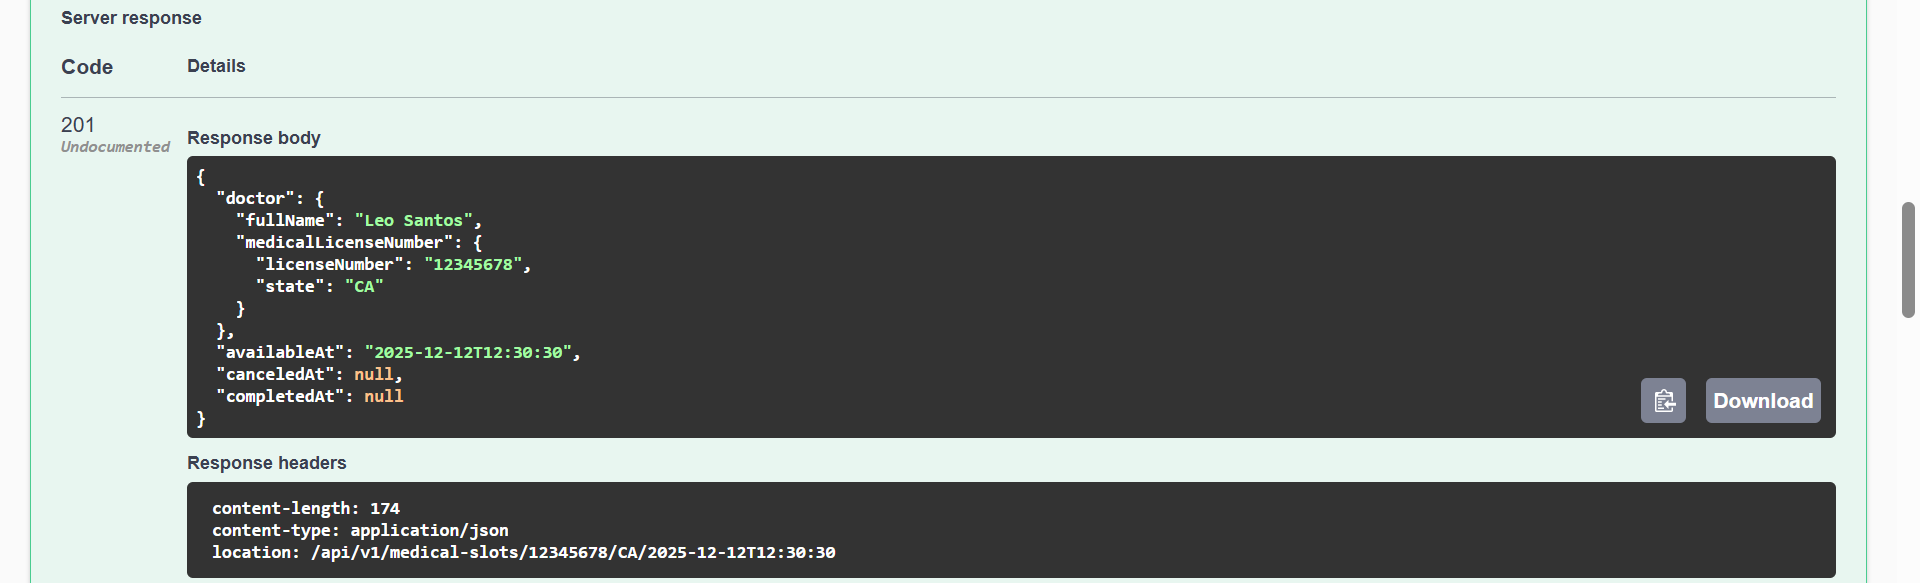 Server response
Code Details
201
Undocumented
Response body
{
  "doctor": {
    "fullName": "Leo Santos",
    "medicalLicenseNumber": {
      "licenseNumber": "12345678",
      "state": "CA"
    }
  },
  "availableAt": "2025-12-12T12:30:30",
  "canceledAt": null,
  "completedAt": null
}
Download
Response headers
content-length: 174
content-type: application/json
location: /api/v1/medical-slots/12345678/CA/2025-12-12T12:30:30